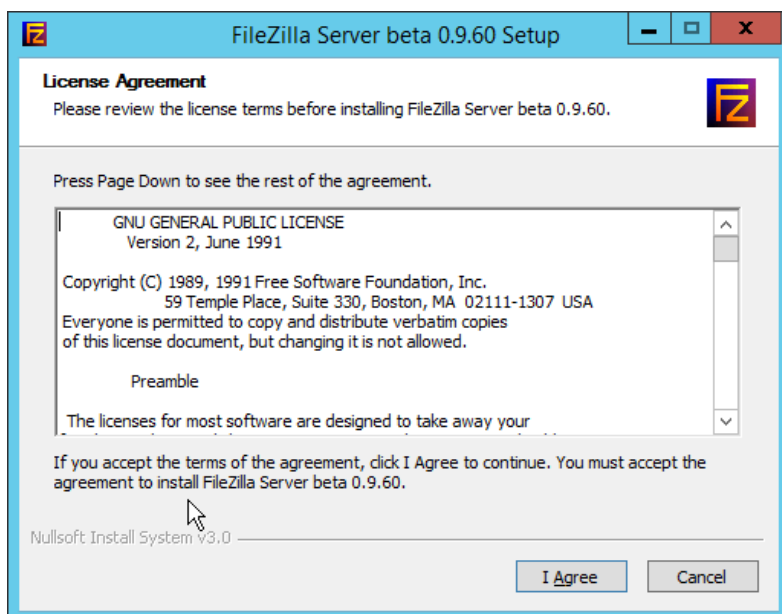 FileZilla Server beta 0.9.60 Setup
License Agreement
Please review the license terms before installing FileZilla Server beta 0.9.60.
Press Page Down to see the rest of the agreement.
GNU GENERAL PUBLIC LICENSE
Version 2, June 1991
Copyright (C) 1989, 1991 Free Software Foundation, Inc.
59 Temple Place, Suite 330, Boston, MA 02111-1307 USA
Everyone is permitted to copy and distribute verbatim copies
of this license document, but changing it is not allowed.
Preamble
The licenses for most software are designed to take away your
If you accept the terms of the agreement, click I Agree to continue. You must accept the
agreement to install FileZilla Server beta 0.9.60.
Nullsoft Install System v3.0
I Agree
Cancel